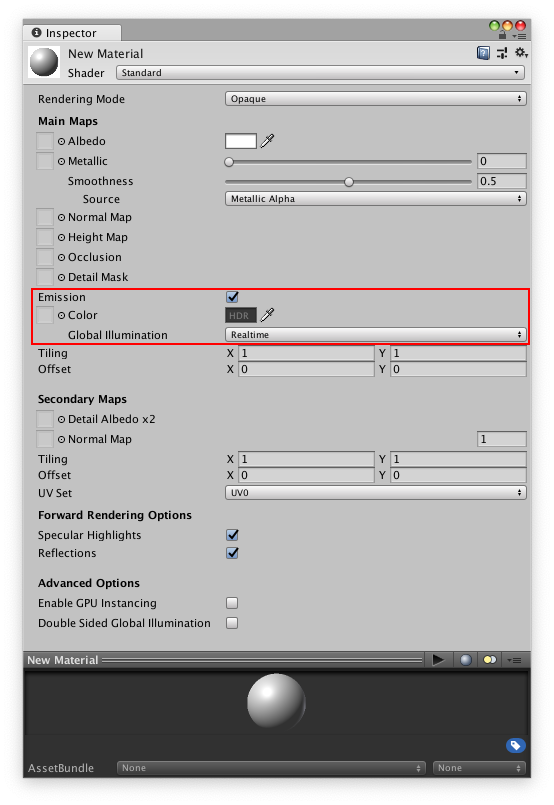 Inspector
New Material
Shader Standard
Rendering Mode Opaque
Main Maps
Albedo
Metallic 0
Smoothness 0.5
Source Metallic Alpha
Normal Map
Height Map
Occlusion
Detail Mask
Emission
Color HDR
Global Illumination Realtime
Tiling X 1 Y 1
Offset X 0 Y 0
Secondary Maps
Detail Albedo x2
Normal Map 1
Tiling X 1 Y 1
Offset X 0 Y 0
UV Set UV0
Forward Rendering Options
Specular Highlights
Reflections
Advanced Options
Enable GPU Instancing
Double Sided Global Illumination
New Material
AssetBundle None None